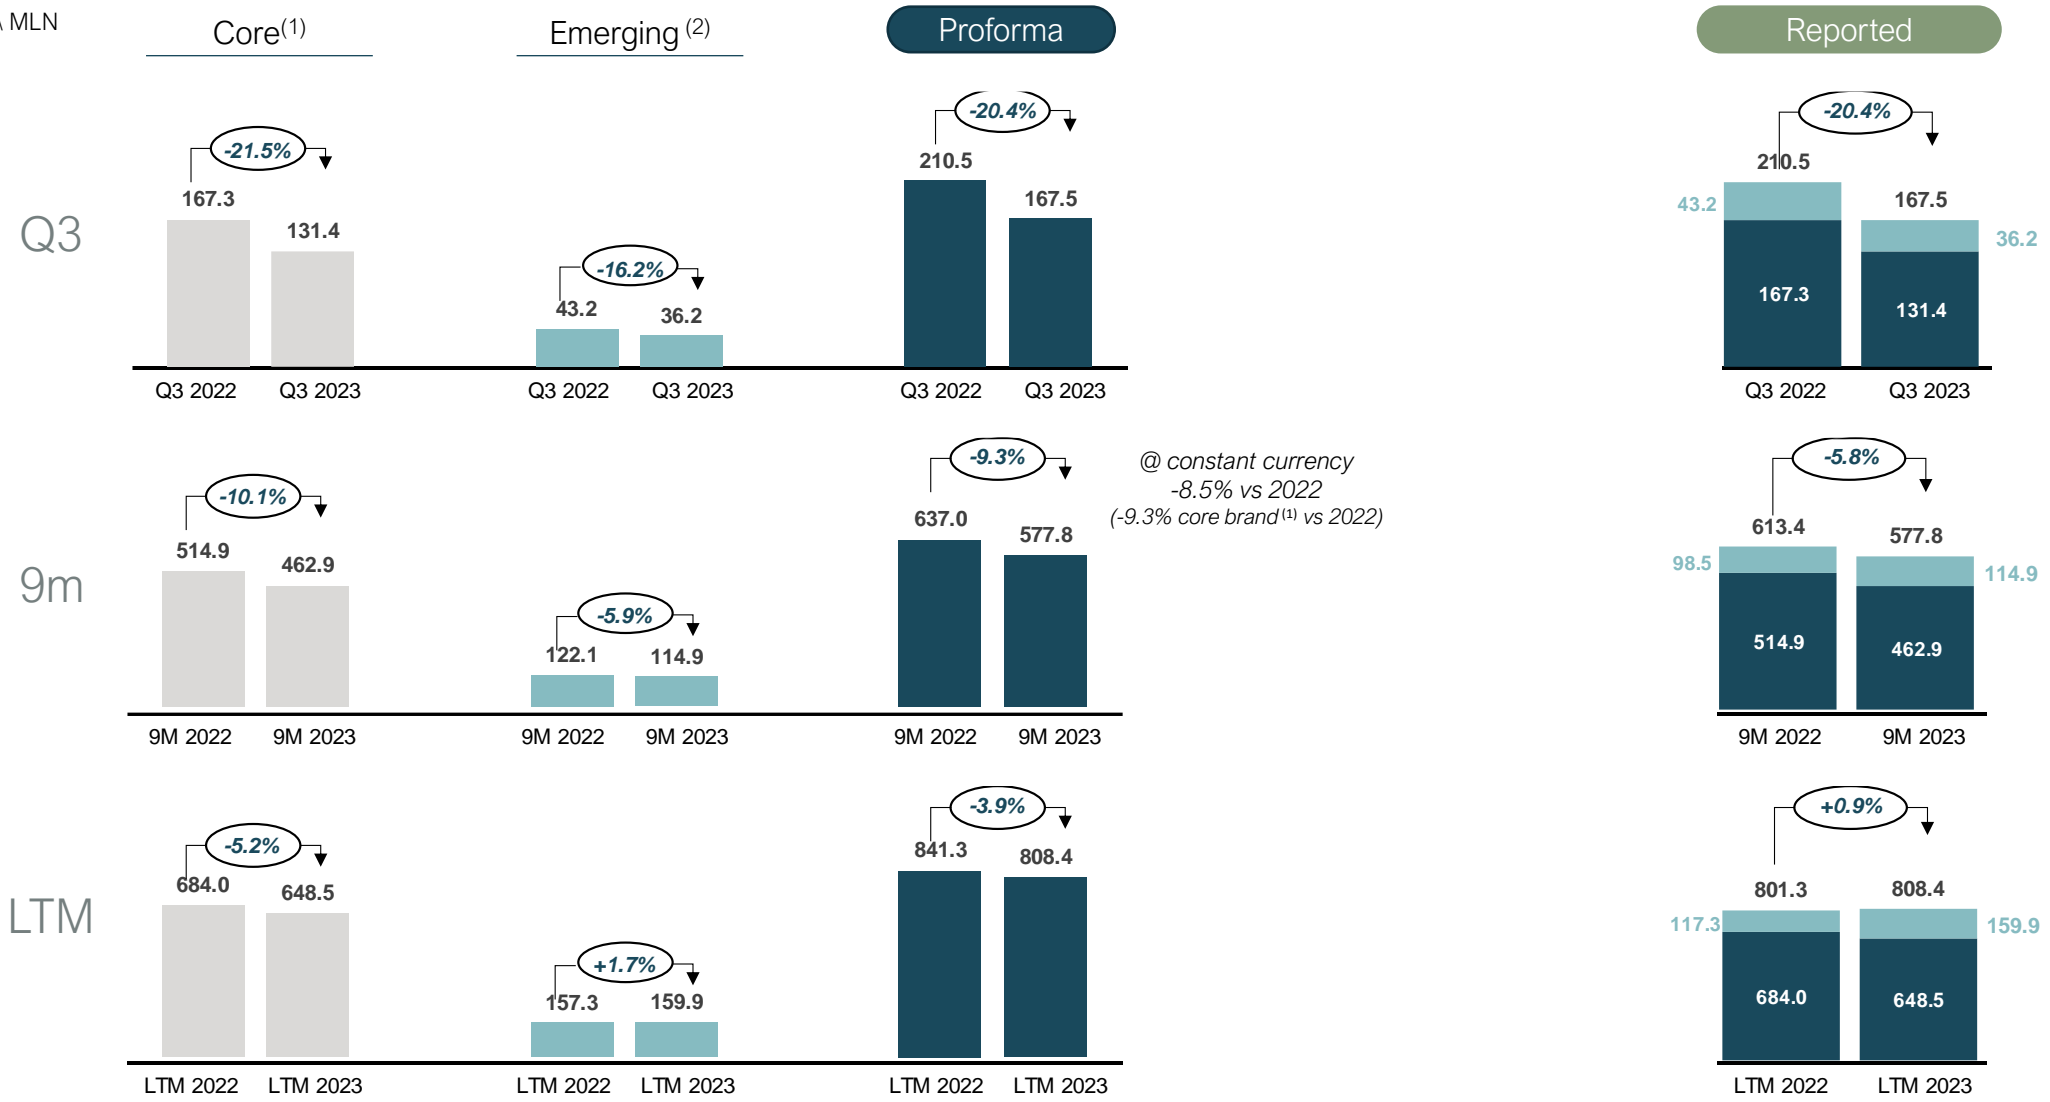 MLN
Core(1)
Emerging (2)
Proforma
Reported
Q3
-21.5%
167.3
131.4
Q3 2022
Q3 2023
-16.2%
43.2
36.2
Q3 2022
Q3 2023
-20.4%
210.5
167.5
Q3 2022
Q3 2023
-20.4%
210.5
43.2
167.5
36.2
167.3
131.4
Q3 2022
Q3 2023
9m
-10.1%
514.9
462.9
9M 2022
9M 2023
-5.9%
122.1
114.9
9M 2022
9M 2023
-9.3%
637.0
577.8
9M 2022
9M 2023
@ constant currency
-8.5% vs 2022
(-9.3% core brand (1) vs 2022)
-5.8%
613.4
577.8
98.5
114.9
514.9
462.9
9M 2022
9M 2023
LTM
-5.2%
684.0
648.5
LTM 2022
LTM 2023
+1.7%
157.3
159.9
LTM 2022
LTM 2023
-3.9%
841.3
808.4
LTM 2022
LTM 2023
+0.9%
801.3
808.4
117.3
159.9
684.0
648.5
LTM 2022
LTM 2023